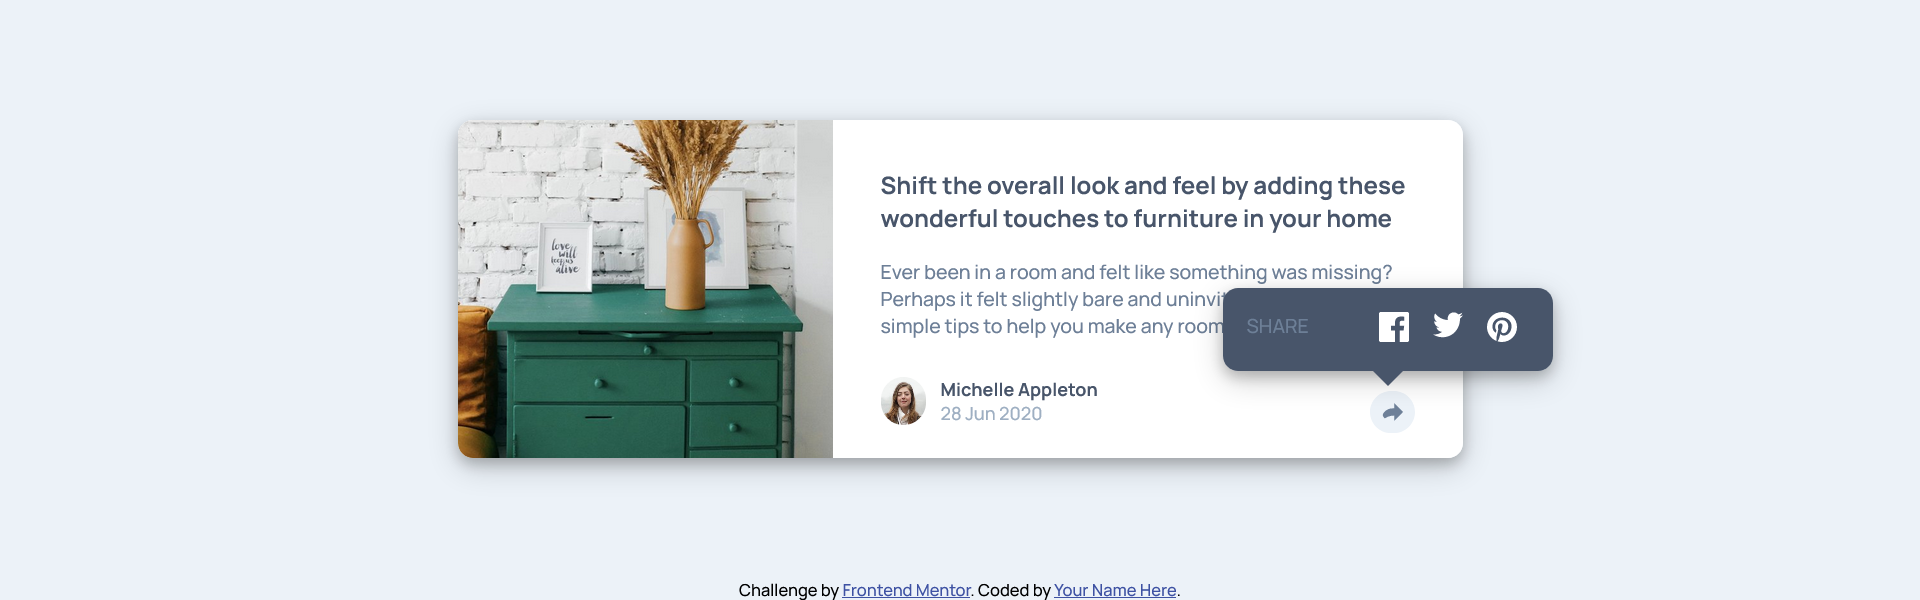 love
will
keep us
alive
Shift the overall look and feel by adding these
wonderful touches to furniture in your home
Ever been in a room and felt like something was missing?
Perhaps it felt slightly bare and
simple tips to help you make any room
SHARE
Michelle Appleton
28 Jun 2020
Challenge by Frontend Mentor. Coded by Your Name Here.